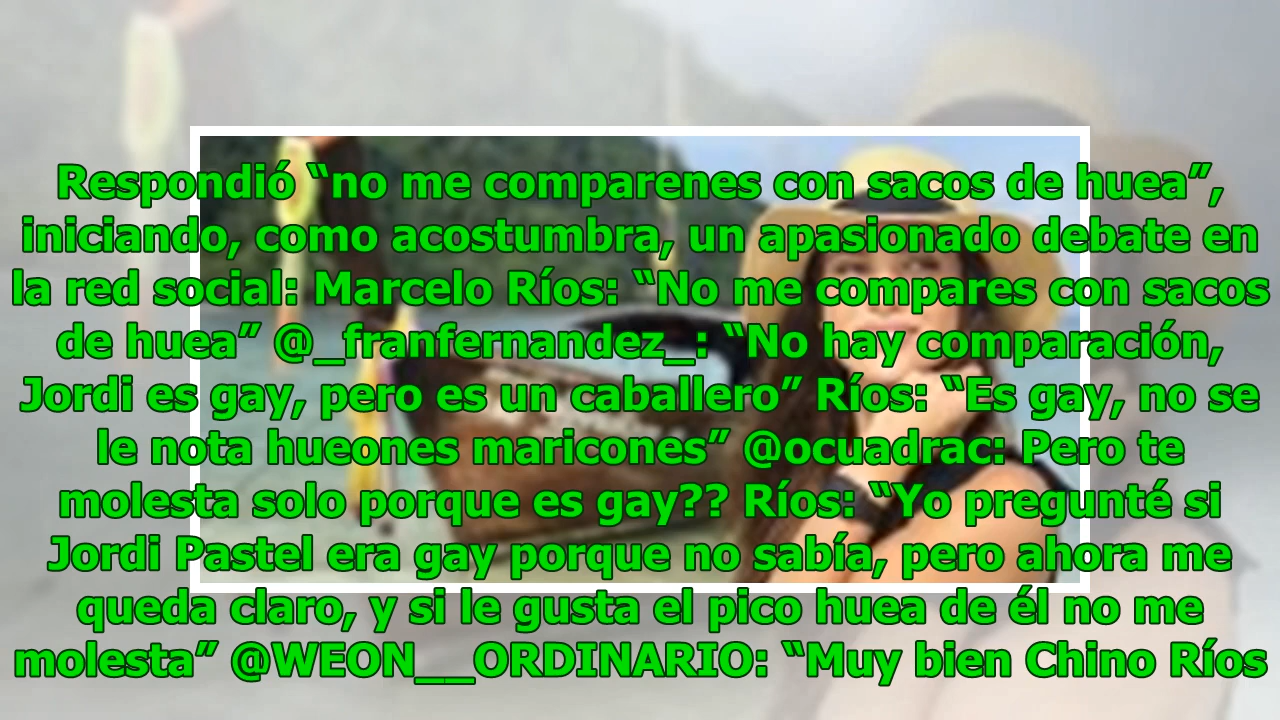 Respondió “no me comparenes con sacos de huea”,
iniciando, como acostumbra, un apasionado debate en
la red social: Marcelo Ríos: “No me compares con sacos
de huea” @_franfernandez_: “No hay comparación,
Jordi es gay, pero es un caballero” Ríos: “Es gay, no se
le nota hueones maricones” @ocuadrac: Pero te
molesta solo porque es gay?? Ríos: “Yo pregunté si
Jordi Pastel era gay porque no sabía, pero ahora me
queda claro, y si le gusta el pico huea de él no me
molesta” @WEON__ORDINARIO: “Muy bien Chino Ríos